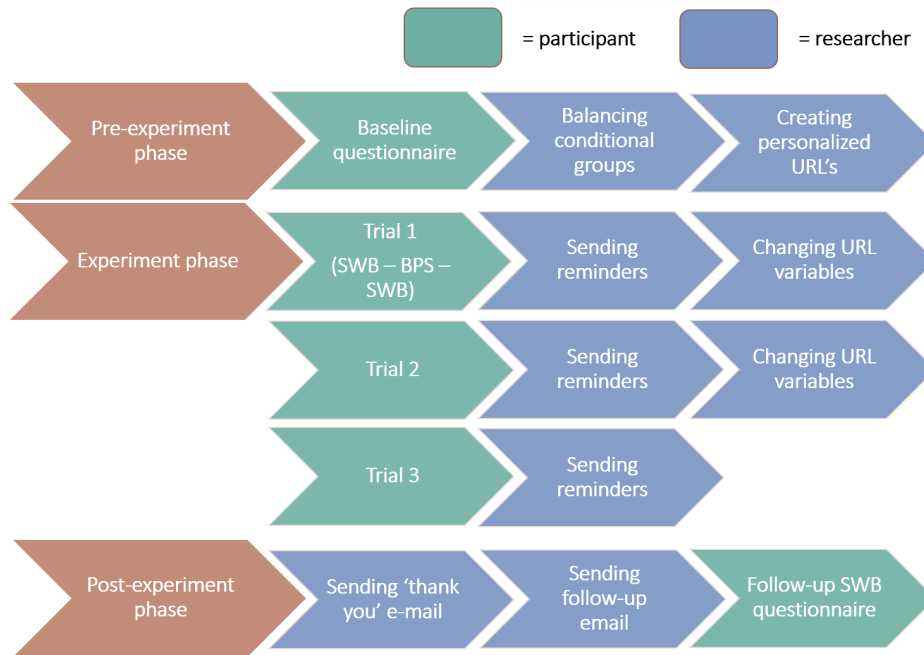 = participant
= researcher
Pre-experiment
phase
Baseline
questionnaire
Balancing
conditional
groups
Creating
personalized
URL's
Experiment phase
Trial 1
(SWB – BPS –
SWB)
Sending
reminders
Changing URL
variables
Trial 2
Sending
reminders
Changing URL
variables
Trial 3
Sending
reminders
Post-experiment
phase
Sending ‘thank
you’ e-mail
Sending
follow-up
email
Follow-up SWB
questionnaire